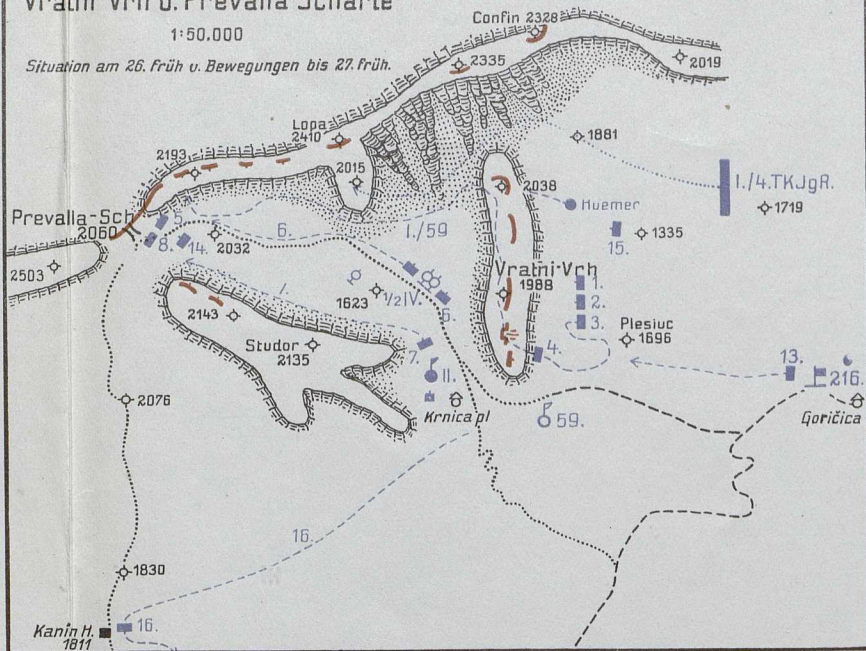 Vratni Vrh u. Prevalla Scharte
1:50.000
Situation am 26. früh u. Bewegungen bis 27. früh.
Confin 2328
2335
2019
Lopa
2410
1881
2193
2015
2038
I./4.TKJgR.
Huemer
1719
Prevalla-Sch.
2060
5.
8.
14.
2032
6.
I./59
15.
1335
2503
Vratni-Vrh
1988
1.
2.
3.
1623
1/2 IV.
6.
2143
Plesiuc
1696
Studor
2135
7.
4.
13.
216.
II.
2076
Krnica pl
59.
Goričica
16.
1830
16.
Kanin H.
1811